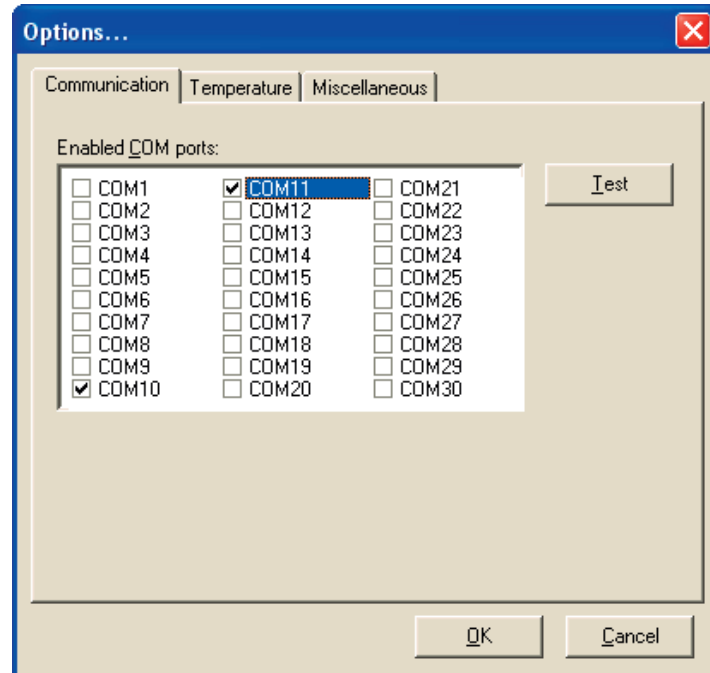 Options...
Communication Temperature Miscellaneous
Enabled COM ports:
COM1 COM11 COM21 Test
COM2 COM12 COM22
COM3 COM13 COM23
COM4 COM14 COM24
COM5 COM15 COM25
COM6 COM16 COM26
COM7 COM17 COM27
COM8 COM18 COM28
COM9 COM19 COM29
COM10 COM20 COM30
OK Cancel